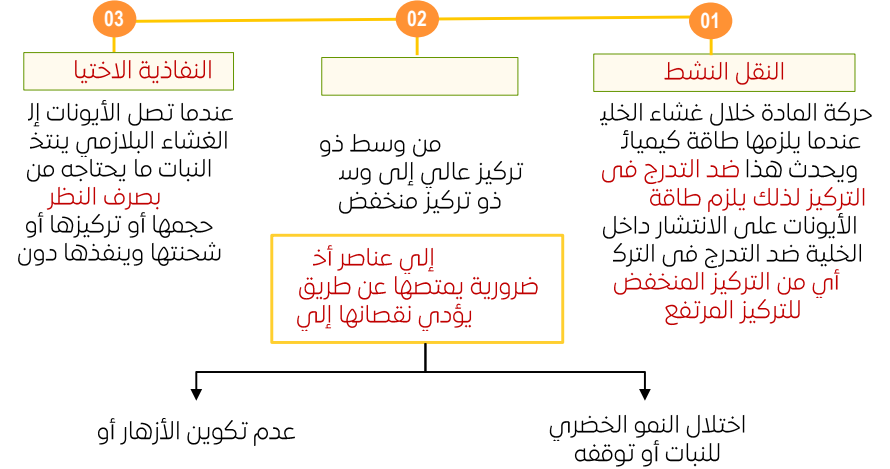 01
النقل النشط
حركة المادة خلال غشاء الخلي
عندما يلزمها طاقة كيميائ
ويحدث هذا ضد التدرج فى
التركيز لذلك يلزم طاقة
الأيونات على الانتشار داخل
الخلية ضد التدرج فى الترك
أي من التركيز المنخفض
للتركيز المرتفع
02
من وسط ذو
تركيز عالي إلى وس
ذو تركيز منخفض
03
النفاذية الاختيا
عندما تصل الأيونات إل
الغشاء البلازمي ينتخ
النبات ما يحتاجه من
بصرف النظر
حجمها أو تركيزها أو
شحنتها وينفذها دون
إلي عناصر أخ
ضرورية يمتصها عن طريق
يؤدي نقصانها إلي
اختلال النمو الخضري
للنبات أو توقفه
عدم تكوين الأزهار أو